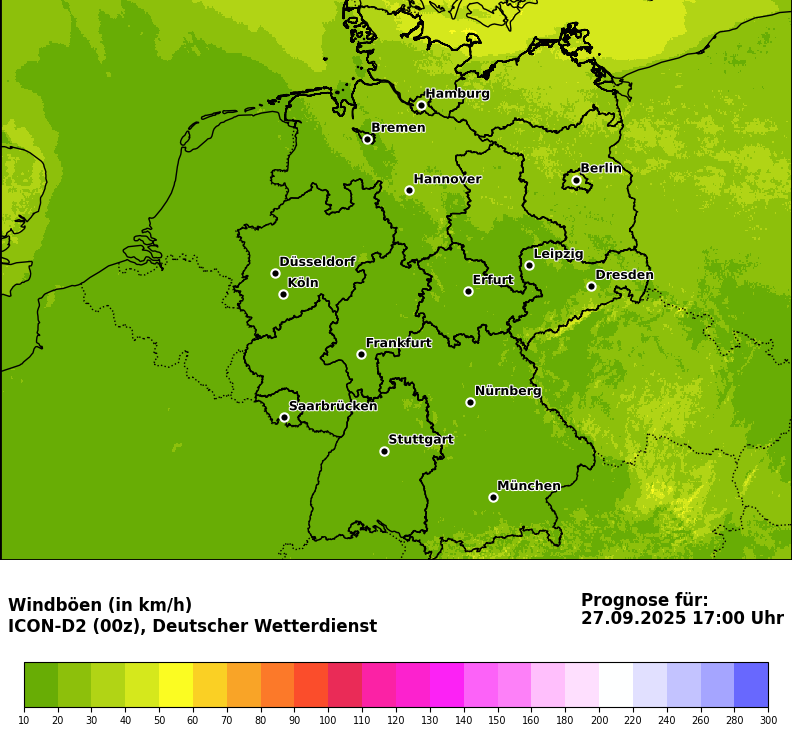 Hamburg
Bremen
Hannover
Berlin
Düsseldorf
Köln
Leipzig
Erfurt
Dresden
Frankfurt
Saarbrücken
Nürnberg
Stuttgart
München
Windböen (in km/h)
ICON-D2 (00z), Deutscher Wetterdienst
Prognose für:
27.09.2025 17:00 Uhr
10 20 30 40 50 60 70 80 90 100 110 120 130 140 150 160 180 200 220 240 260 280 300